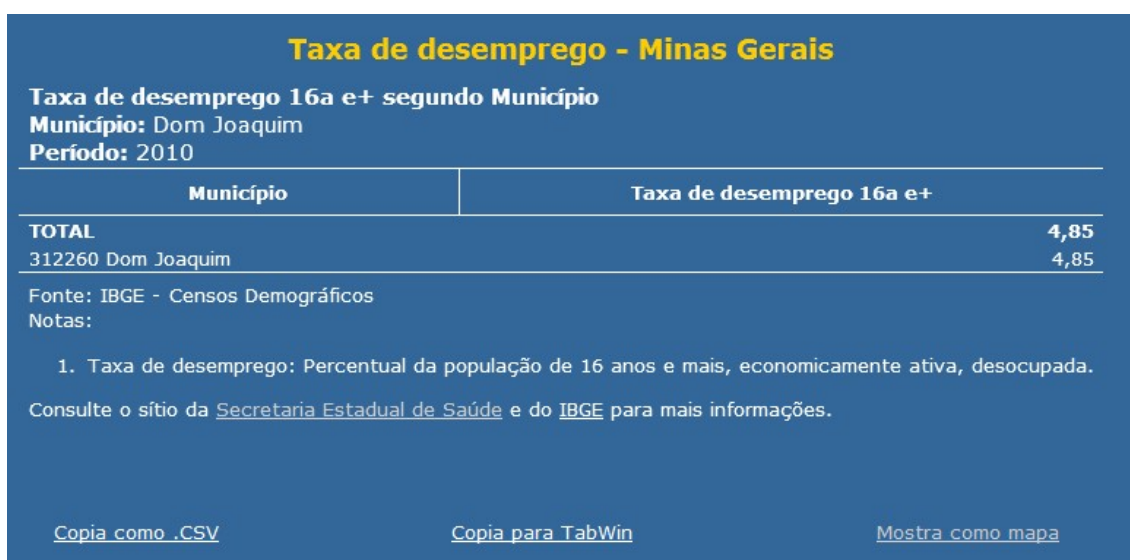 Taxa de desemprego - Minas Gerais
Taxa de desemprego 16a e+ segundo Município
Município: Dom Joaquim
Período: 2010
Município Taxa de desemprego 16a e+
TOTAL 4,85
312260 Dom Joaquim 4,85
Fonte: IBGE - Censos Demográficos
Notas:
1. Taxa de desemprego: Percentual da população de 16 anos e mais, economicamente ativa, desocupada.
Consulte o sítio da Secretaria Estadual de Saúde e do IBGE para mais informações.
Copia como .CSV Copia para TabWin Mostra como mapa